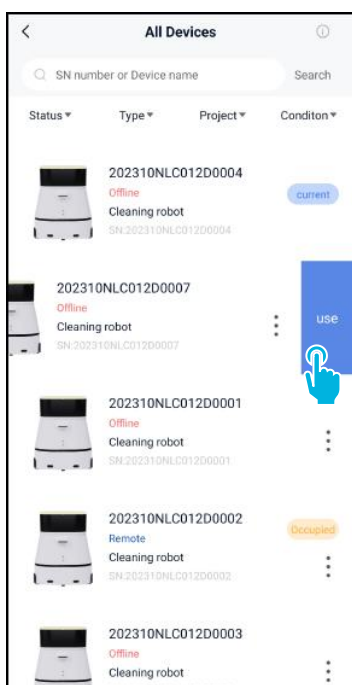 All Devices
SN number or Device name
Search
Status Type Project Conditon
202310NLC012D0004
Offline
current
Cleaning robot
SN:202310NLC012D0004
202310NLC012D0007
Offline
use
Cleaning robot
SN:202310NLC012D0007
202310NLC012D0001
Offline
Cleaning robot
SN:202310NLC012D0001
202310NLC012D0002
Remote
Occupied
Cleaning robot
SN:202310NLC012D0002
202310NLC012D0003
Offline
Cleaning robot